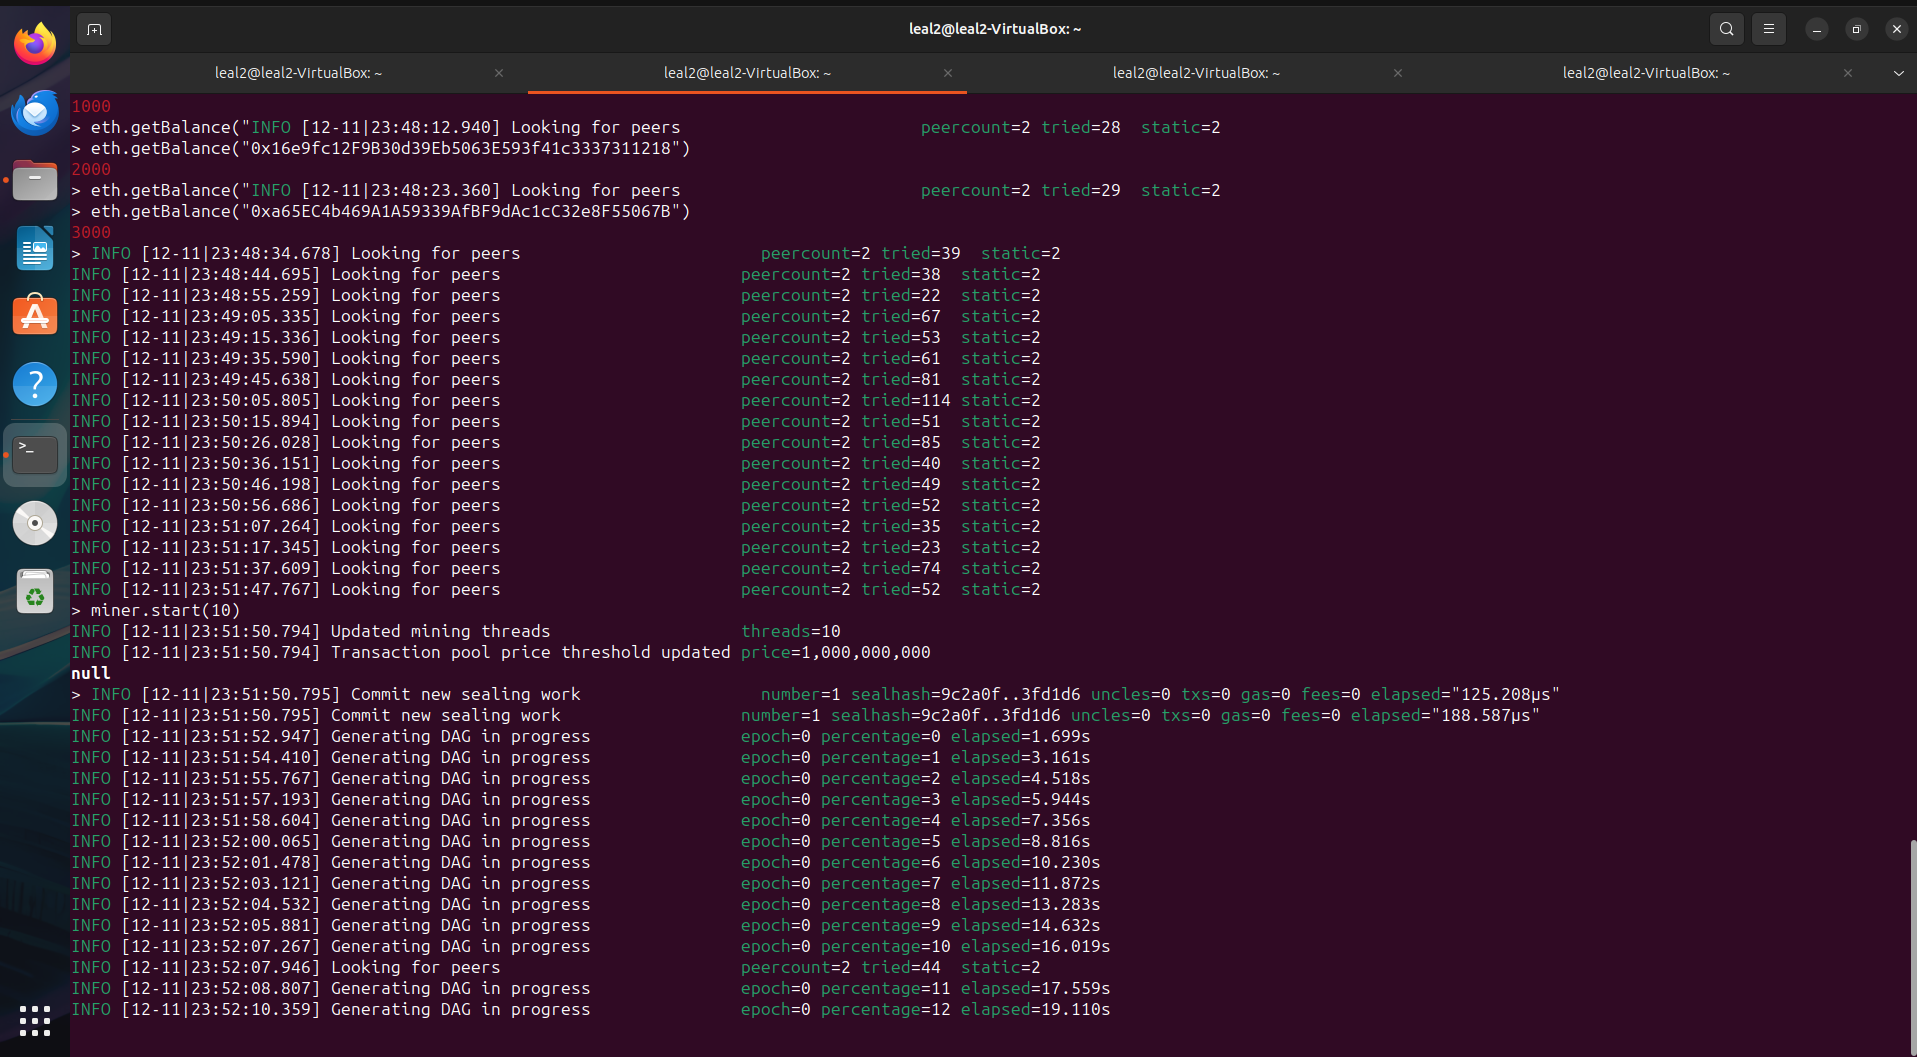 leal2@leal2-VirtualBox: ~
leal2@leal2-VirtualBox: ~
leal2@leal2-VirtualBox: ~
leal2@leal2-VirtualBox: ~
leal2@leal2-VirtualBox: ~
1000
> eth.getBalance("INFO [12-11|23:48:12.940] Looking for peers peercount=2 tried=28 static=2
> eth.getBalance("0x16e9fc12F9B30d39Eb5063E593f41c3337311218")
2000
> eth.getBalance("INFO [12-11|23:48:23.360] Looking for peers peercount=2 tried=29 static=2
> eth.getBalance("0xa65EC4b469A1A59339AfBF9dAc1cC32e8F55067B")
3000
> INFO [12-11|23:48:34.678] Looking for peers peercount=2 tried=39 static=2
INFO [12-11|23:48:44.695] Looking for peers peercount=2 tried=38 static=2
INFO [12-11|23:48:55.259] Looking for peers peercount=2 tried=22 static=2
INFO [12-11|23:49:05.335] Looking for peers peercount=2 tried=67 static=2
INFO [12-11|23:49:15.336] Looking for peers peercount=2 tried=53 static=2
INFO [12-11|23:49:35.590] Looking for peers peercount=2 tried=61 static=2
INFO [12-11|23:49:45.638] Looking for peers peercount=2 tried=81 static=2
INFO [12-11|23:50:05.805] Looking for peers peercount=2 tried=114 static=2
INFO [12-11|23:50:15.894] Looking for peers peercount=2 tried=51 static=2
INFO [12-11|23:50:26.028] Looking for peers peercount=2 tried=85 static=2
INFO [12-11|23:50:36.151] Looking for peers peercount=2 tried=40 static=2
INFO [12-11|23:50:46.198] Looking for peers peercount=2 tried=49 static=2
INFO [12-11|23:50:56.686] Looking for peers peercount=2 tried=52 static=2
INFO [12-11|23:51:07.264] Looking for peers peercount=2 tried=35 static=2
INFO [12-11|23:51:17.345] Looking for peers peercount=2 tried=23 static=2
INFO [12-11|23:51:37.609] Looking for peers peercount=2 tried=74 static=2
INFO [12-11|23:51:47.767] Looking for peers peercount=2 tried=52 static=2
> miner.start(10)
INFO [12-11|23:51:50.794] Updated mining threads threads=10
INFO [12-11|23:51:50.794] Transaction pool price threshold updated price=1,000,000,000
null
> INFO [12-11|23:51:50.795] Commit new sealing work number=1 sealhash=9c2a0f..3fd1d6 uncles=0 txs=0 gas=0 fees=0 elapsed="125.208µs"
INFO [12-11|23:51:50.795] Commit new sealing work number=1 sealhash=9c2a0f..3fd1d6 uncles=0 txs=0 gas=0 fees=0 elapsed="188.587µs"
INFO [12-11|23:51:52.947] Generating DAG in progress epoch=0 percentage=0 elapsed=1.699s
INFO [12-11|23:51:54.410] Generating DAG in progress epoch=0 percentage=1 elapsed=3.161s
INFO [12-11|23:51:55.767] Generating DAG in progress epoch=0 percentage=2 elapsed=4.518s
INFO [12-11|23:51:57.193] Generating DAG in progress epoch=0 percentage=3 elapsed=5.944s
INFO [12-11|23:51:58.604] Generating DAG in progress epoch=0 percentage=4 elapsed=7.356s
INFO [12-11|23:52:00.065] Generating DAG in progress epoch=0 percentage=5 elapsed=8.816s
INFO [12-11|23:52:01.478] Generating DAG in progress epoch=0 percentage=6 elapsed=10.230s
INFO [12-11|23:52:03.121] Generating DAG in progress epoch=0 percentage=7 elapsed=11.872s
INFO [12-11|23:52:04.532] Generating DAG in progress epoch=0 percentage=8 elapsed=13.283s
INFO [12-11|23:52:05.881] Generating DAG in progress epoch=0 percentage=9 elapsed=14.632s
INFO [12-11|23:52:07.267] Generating DAG in progress epoch=0 percentage=10 elapsed=16.019s
INFO [12-11|23:52:07.946] Looking for peers peercount=2 tried=44 static=2
INFO [12-11|23:52:08.807] Generating DAG in progress epoch=0 percentage=11 elapsed=17.559s
INFO [12-11|23:52:10.359] Generating DAG in progress epoch=0 percentage=12 elapsed=19.110s